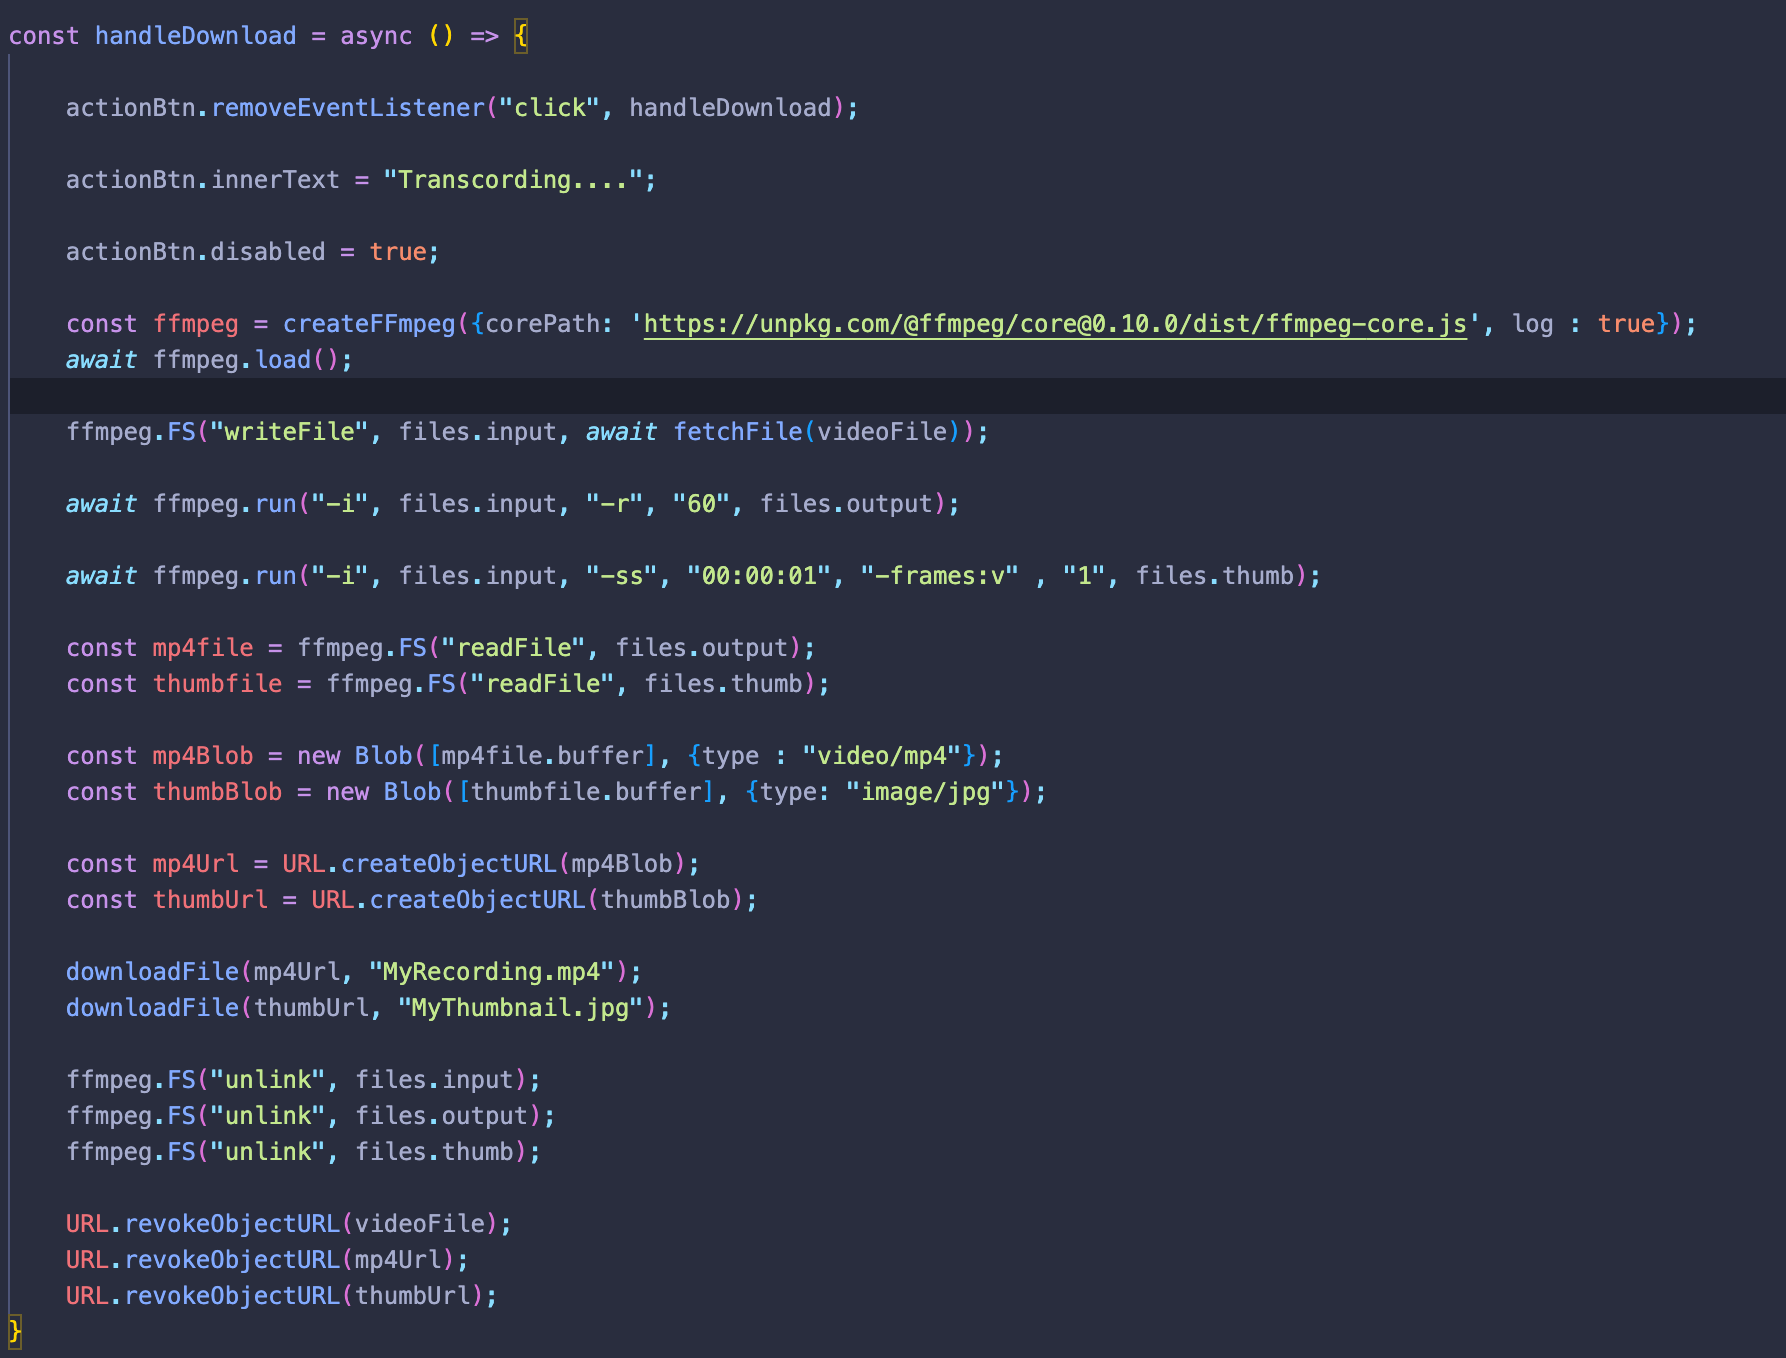 const handleDownload = async () => {
actionBtn.removeEventListener("click", handleDownload);
actionBtn.innerText = "Transcording....";
actionBtn.disabled = true;
const ffmpeg = createFFmpeg({corePath: 'https://unpkg.com/@ffmpeg/core@0.10.0/dist/ffmpeg-core.js', log : true});
await ffmpeg.load();
ffmpeg.FS("writeFile", files.input, await fetchFile(videoFile));
await ffmpeg.run("-i", files.input, "-r", "60", files.output);
await ffmpeg.run("-i", files.input, "-ss", "00:00:01", "-frames:v" , "1", files.thumb);
const mp4file = ffmpeg.FS("readFile", files.output);
const thumbfile = ffmpeg.FS("readFile", files.thumb);
const mp4Blob = new Blob([mp4file.buffer], {type : "video/mp4"});
const thumbBlob = new Blob([thumbfile.buffer], {type: "image/jpg"});
const mp4Url = URL.createObjectURL(mp4Blob);
const thumbUrl = URL.createObjectURL(thumbBlob);
downloadFile(mp4Url, "MyRecording.mp4");
downloadFile(thumbUrl, "MyThumbnail.jpg");
ffmpeg.FS("unlink", files.input);
ffmpeg.FS("unlink", files.output);
ffmpeg.FS("unlink", files.thumb);
URL.revokeObjectURL(videoFile);
URL.revokeObjectURL(mp4Url);
URL.revokeObjectURL(thumbUrl);
}